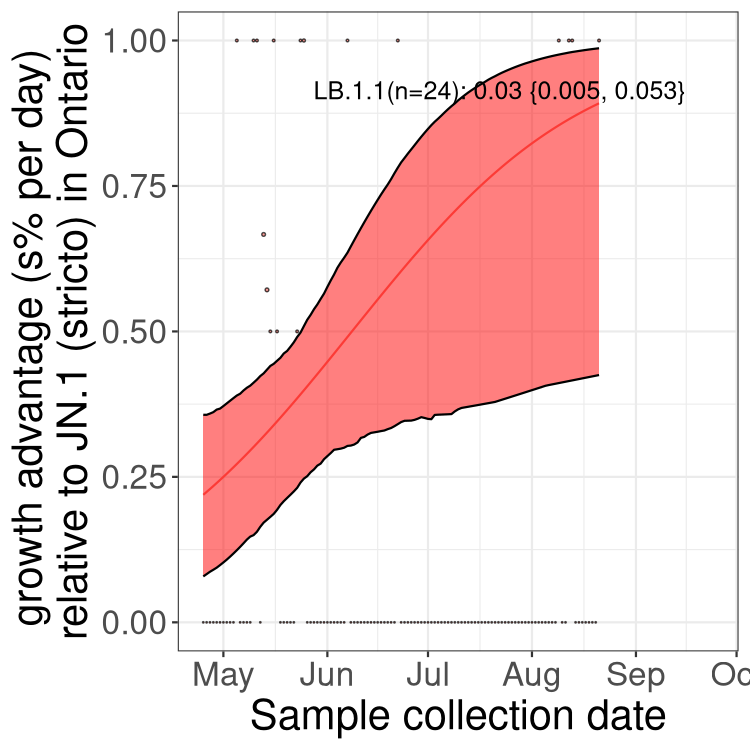 growth advantage (s% per day)
relative to JN.1 (stricto) in Ontario
1.00
0.75
0.50
0.25
0.00
LB.1.1(n=24): 0.03 {0.005, 0.053}
May Jun Jul Aug Sep Oc
Sample collection date